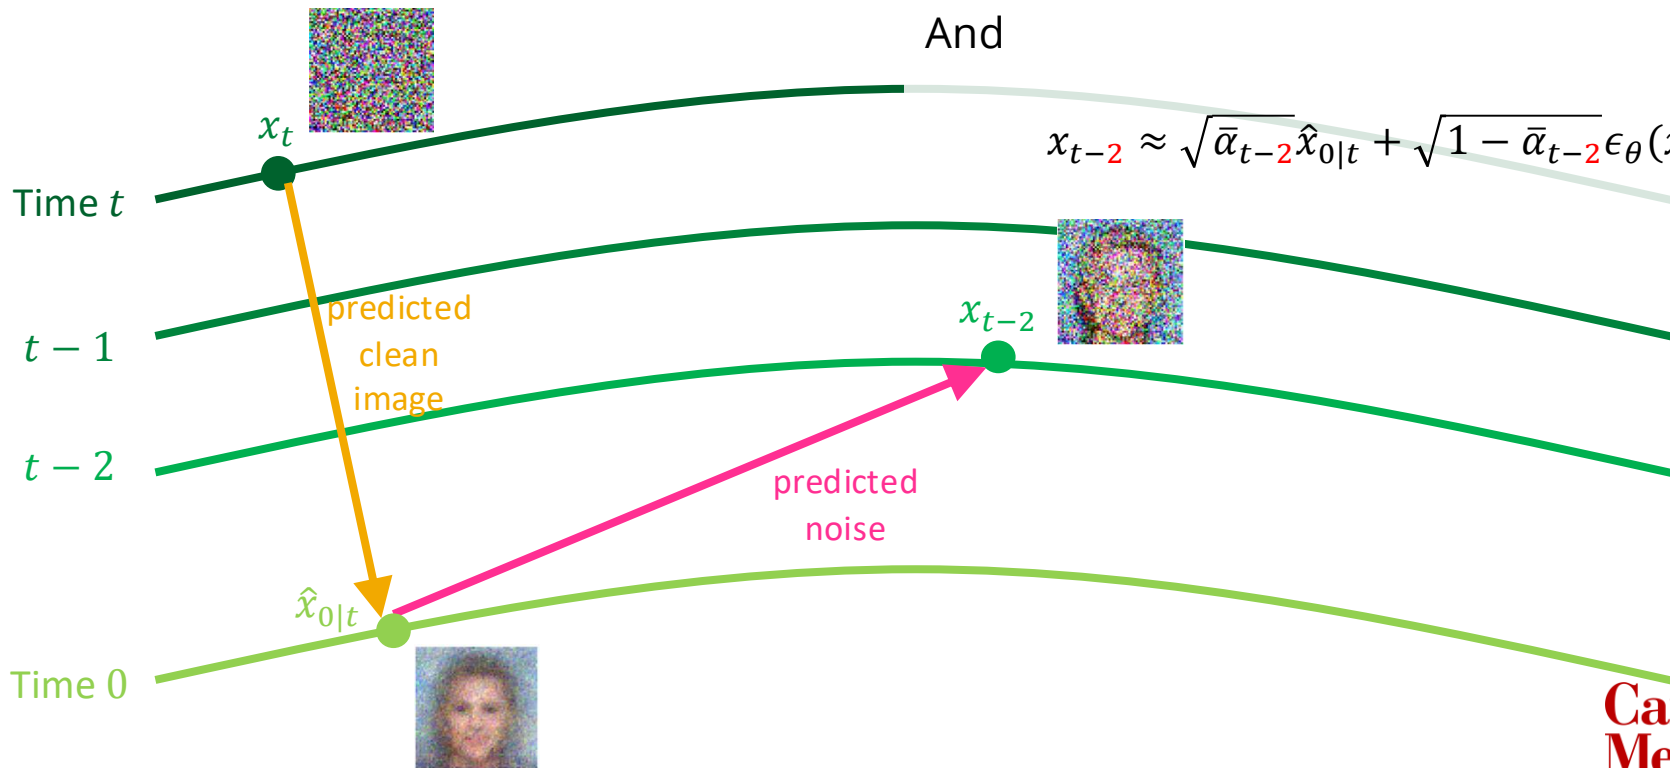 And
x_t
x_{t−2} ≈ √ᾱ_{t−2} x̂_{0|t} + √1 − ᾱ_{t−2} ϵ_θ(
Time t
predicted
clean
image
x_{t−2}
t − 1
t − 2
predicted
noise
x̂_{0|t}
Time 0
Ca
Me